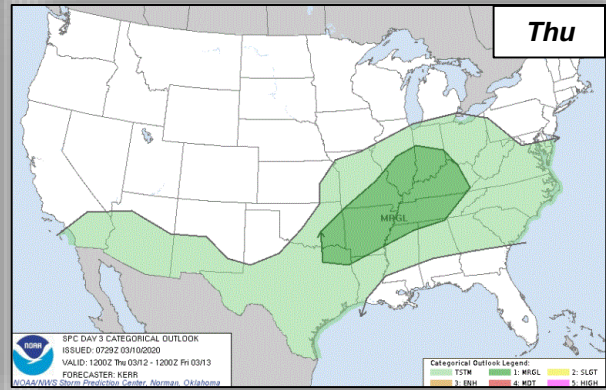 Thu
MRGL
SPC DAY 3 CATEGORICAL OUTLOOK
ISSUED: 0729Z 03/10/2020
VALID: 1200Z Thu 03/12 - 1200Z Fri 03/13
FORECASTER: KERR
NOAA/NWS Storm Prediction Center, Norman, Oklahoma
NOAA
Categorical Outlook Legend:
TSTM 1: MRGL 2: SLGT
3: ENH 4: MDT 5: HIGH